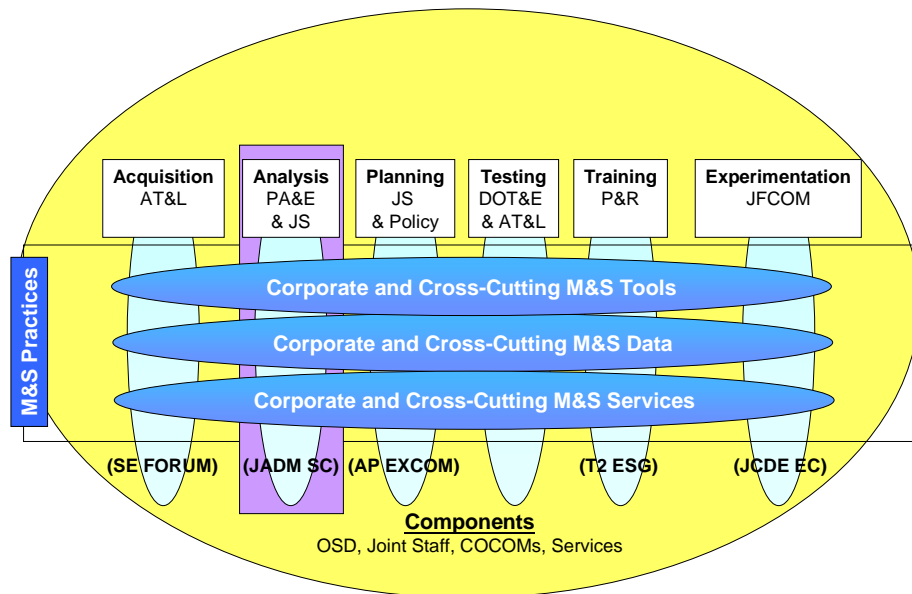 Acquisition
AT&L
Analysis
PA&E
& JS
Planning
JS
& Policy
Testing
DOT&E
& AT&L
Training
P&R
Experimentation
JFCOM
M&S Practices
Corporate and Cross-Cutting M&S Tools
Corporate and Cross-Cutting M&S Data
Corporate and Cross-Cutting M&S Services
(SE FORUM)
(JADM SC)
(AP EXCOM)
(T2 ESG)
(JCDE EC)
Components
OSD, Joint Staff, COCOMs, Services